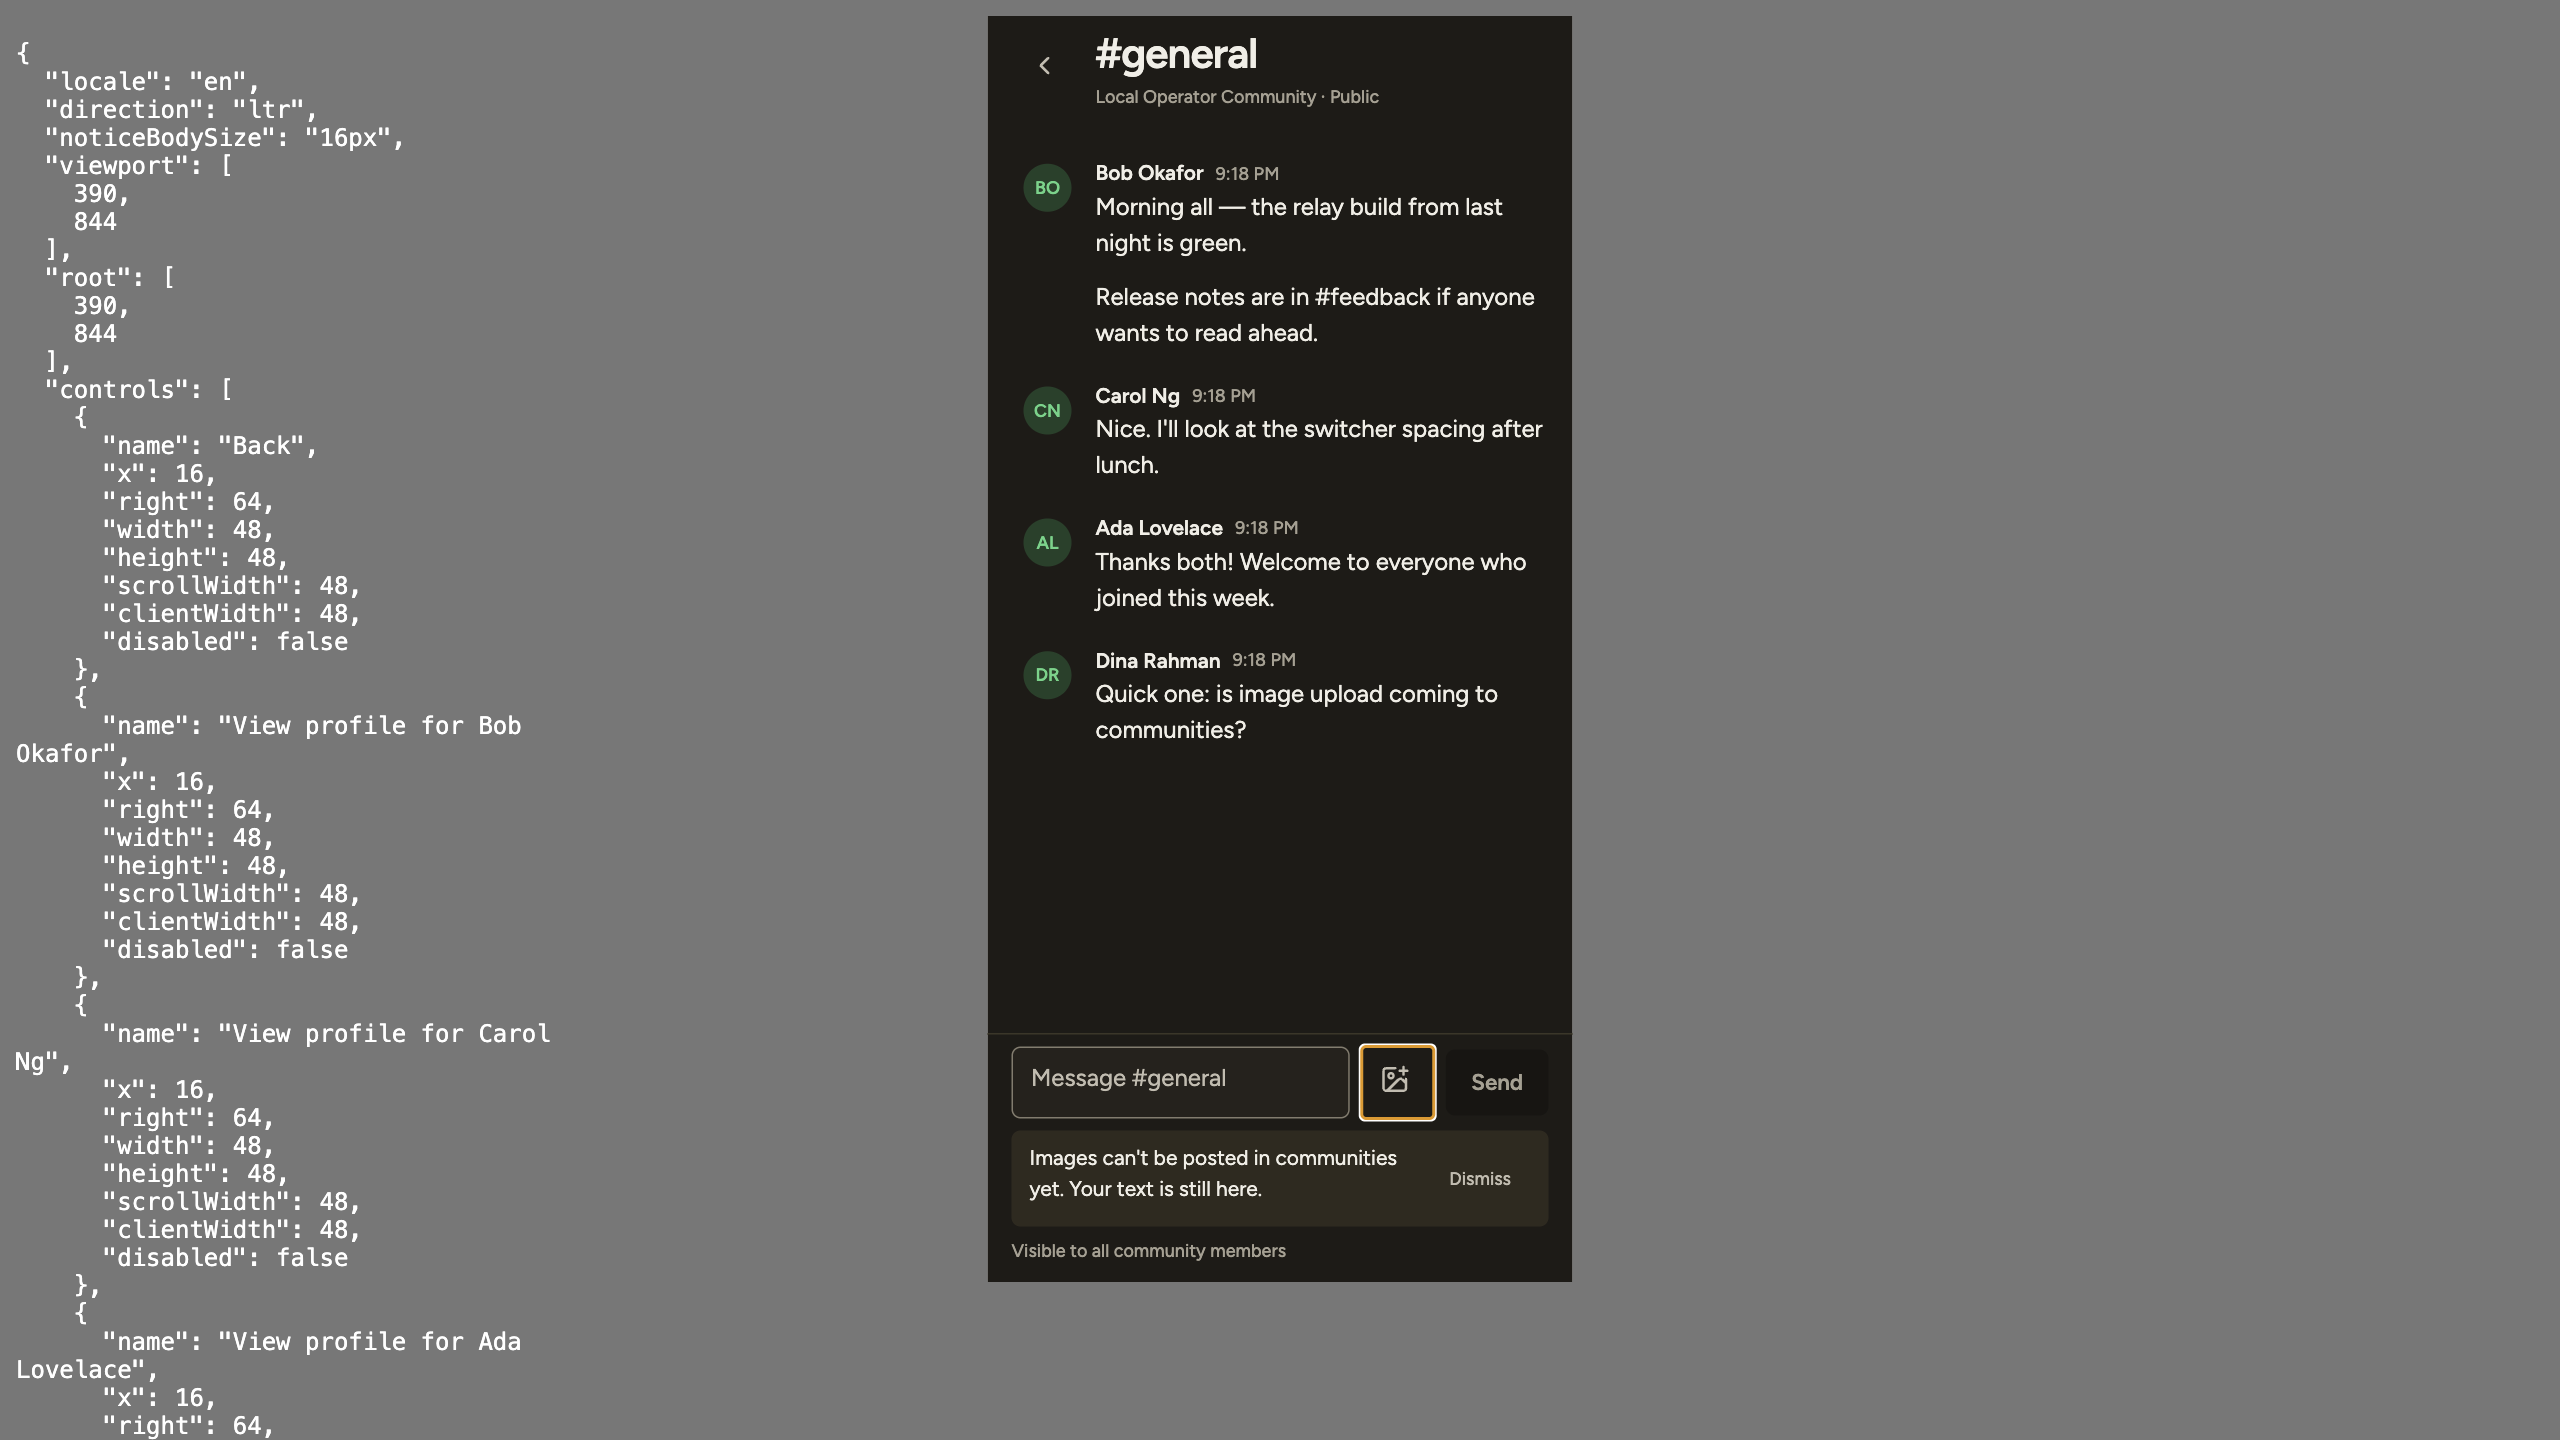 {
  "locale": "en",
  "direction": "ltr",
  "noticeBodySize": "16px",
  "viewport": [
    390,
    844
  ],
  "root": [
    390,
    844
  ],
  "controls": [
    {
      "name": "Back",
      "x": 16,
      "right": 64,
      "width": 48,
      "height": 48,
      "scrollWidth": 48,
      "clientWidth": 48,
      "disabled": false
    },
    {
      "name": "View profile for Bob
Okafor",
      "x": 16,
      "right": 64,
      "width": 48,
      "height": 48,
      "scrollWidth": 48,
      "clientWidth": 48,
      "disabled": false
    },
    {
      "name": "View profile for Carol
Ng",
      "x": 16,
      "right": 64,
      "width": 48,
      "height": 48,
      "scrollWidth": 48,
      "clientWidth": 48,
      "disabled": false
    },
    {
      "name": "View profile for Ada
Lovelace",
      "x": 16,
      "right": 64,
#general
Local Operator Community · Public
BO
Bob Okafor 9:18 PM
Morning all — the relay build from last
night is green.
Release notes are in #feedback if anyone
wants to read ahead.
CN
Carol Ng 9:18 PM
Nice. I'll look at the switcher spacing after
lunch.
AL
Ada Lovelace 9:18 PM
Thanks both! Welcome to everyone who
joined this week.
DR
Dina Rahman 9:18 PM
Quick one: is image upload coming to
communities?
Message #general
Send
Images can't be posted in communities
yet. Your text is still here.
Dismiss
Visible to all community members